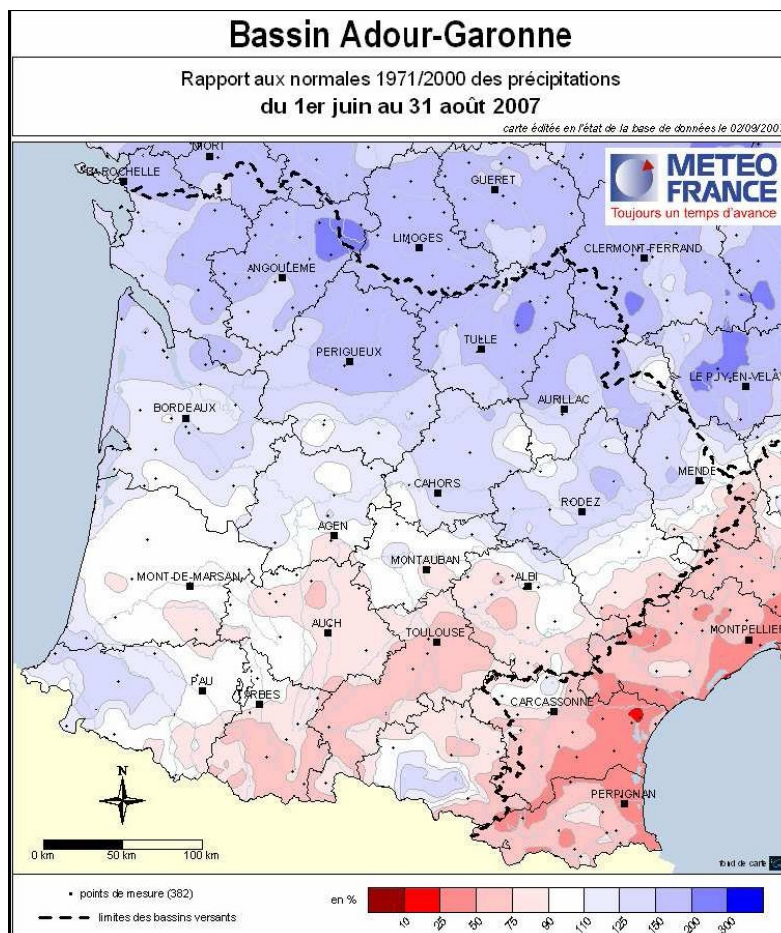 Bassin Adour-Garonne
Rapport aux normales 1971/2000 des précipitations
du 1er juin au 31 août 2007
carte éditée en l'état de la base de données le 02/09/2007
METEO
FRANCE
Toujours un temps d'avance
GUERET
LIMOGES
CLERMONT-FERRAND
ANGOULEME
TULLE
PERIGUEUX
LE PUY-EN-VELAY
AURILLAC
BORDEAUX
MENDE
CAHORS
RODEZ
AGEN
MONTAUBAN
MONT-DE-MARSAN
ALBI
AUCH
TOULOUSE
MONTPELLIER
PAU
TARBES
CARCASSONNE
N
PERPIGNAN
0 km 50 km 100 km
fond de carte
points de mesure (382)
limites des bassins versants
en %
10 25 50 75 90 110 125 150 200 300